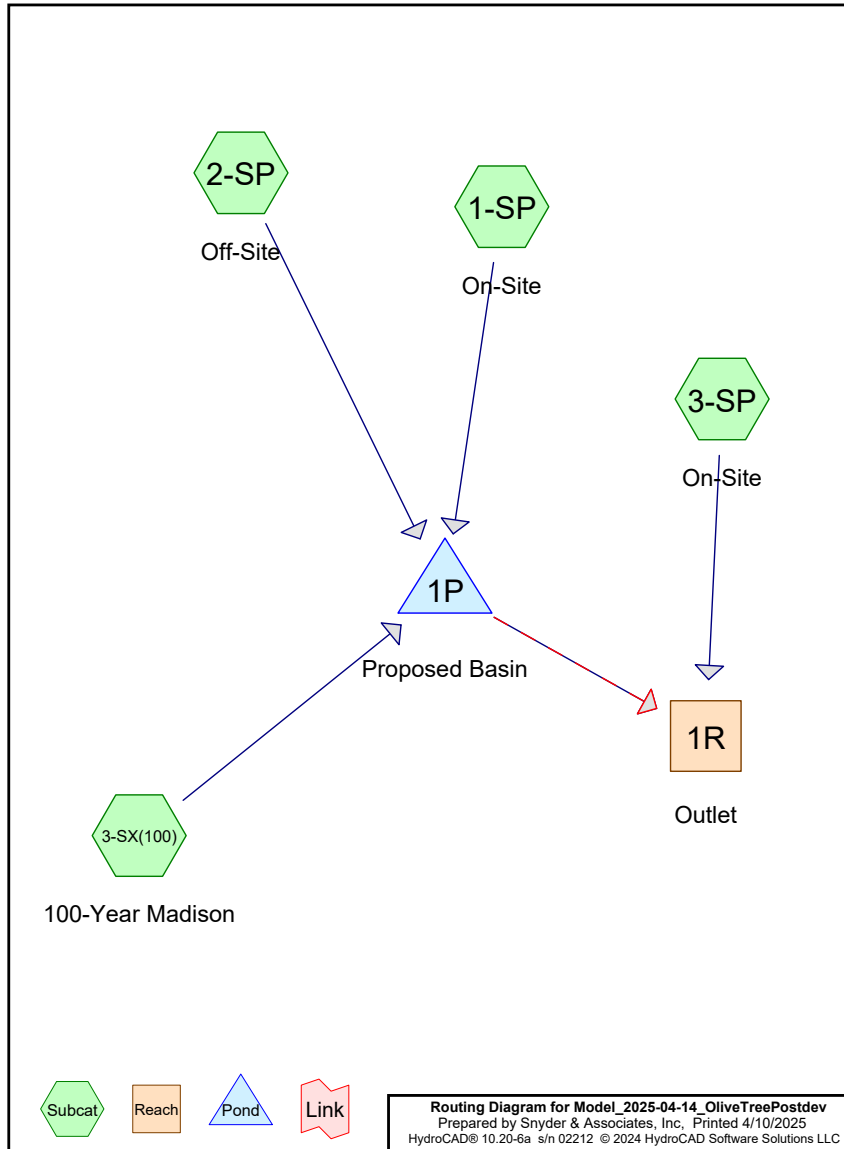 2-SP
Off-Site
1-SP
On-Site
3-SP
On-Site
1P
Proposed Basin
1R
Outlet
3-SX(100)
100-Year Madison
Subcat
Reach
Pond
Link
Routing Diagram for Model_2025-04-14_OliveTreePostdev
Prepared by Snyder & Associates, Inc, Printed 4/10/2025
HydroCAD® 10.20-6a s/n 02212 © 2024 HydroCAD Software Solutions LLC